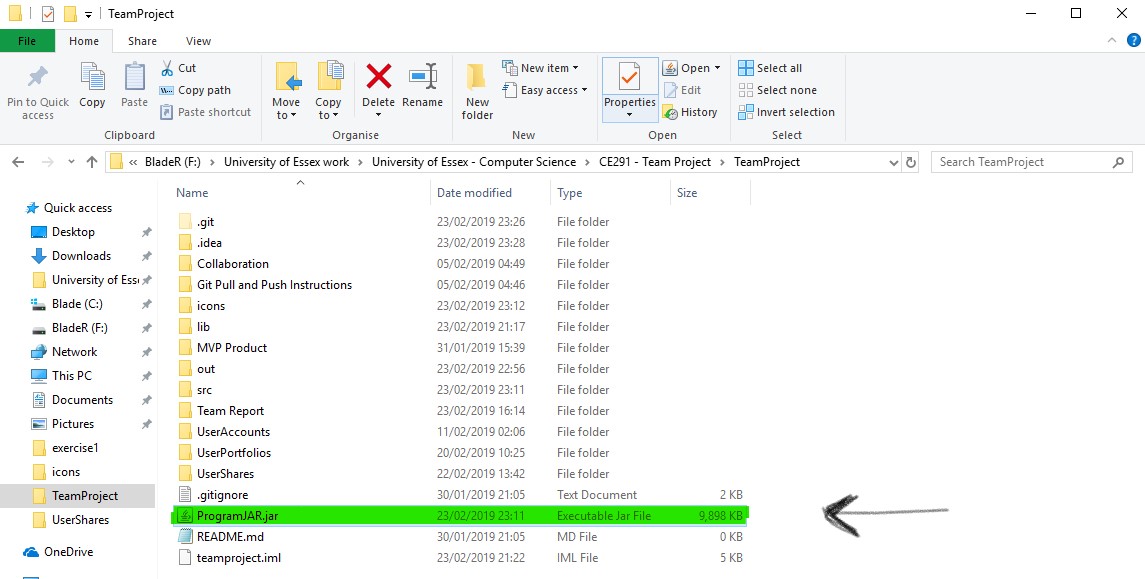 TeamProject
File Home Share View
Pin to Quick access
Copy
Paste
Cut
Copy path
Paste shortcut
Clipboard
Move to
Copy to
Delete
Rename
Organise
New folder
New item
Easy access
New
Properties
Open
Edit
History
Open
Select all
Select none
Invert selection
Select
« BladeR (F:) > University of Essex work > University of Essex - Computer Science > CE291 - Team Project > TeamProject
Search TeamProject
Quick access
Desktop
Downloads
University of Esse
Blade (C:)
BladeR (F:)
Network
This PC
Documents
Pictures
exercise1
icons
TeamProject
UserShares
OneDrive
Name Date modified Type Size
.git 23/02/2019 23:26 File folder
.idea 23/02/2019 23:28 File folder
Collaboration 05/02/2019 04:49 File folder
Git Pull and Push Instructions 05/02/2019 04:46 File folder
icons 23/02/2019 23:12 File folder
lib 23/02/2019 21:17 File folder
MVP Product 31/01/2019 15:39 File folder
out 23/02/2019 22:56 File folder
src 23/02/2019 23:11 File folder
Team Report 23/02/2019 16:14 File folder
UserAccounts 11/02/2019 02:06 File folder
UserPortfolios 20/02/2019 10:25 File folder
UserShares 22/02/2019 13:42 File folder
.gitignore 30/01/2019 21:05 Text Document 2 KB
ProgramJAR.jar 23/02/2019 23:11 Executable Jar File 9,898 KB
README.md 30/01/2019 21:05 MD File 0 KB
teamproject.iml 23/02/2019 21:22 IML File 5 KB